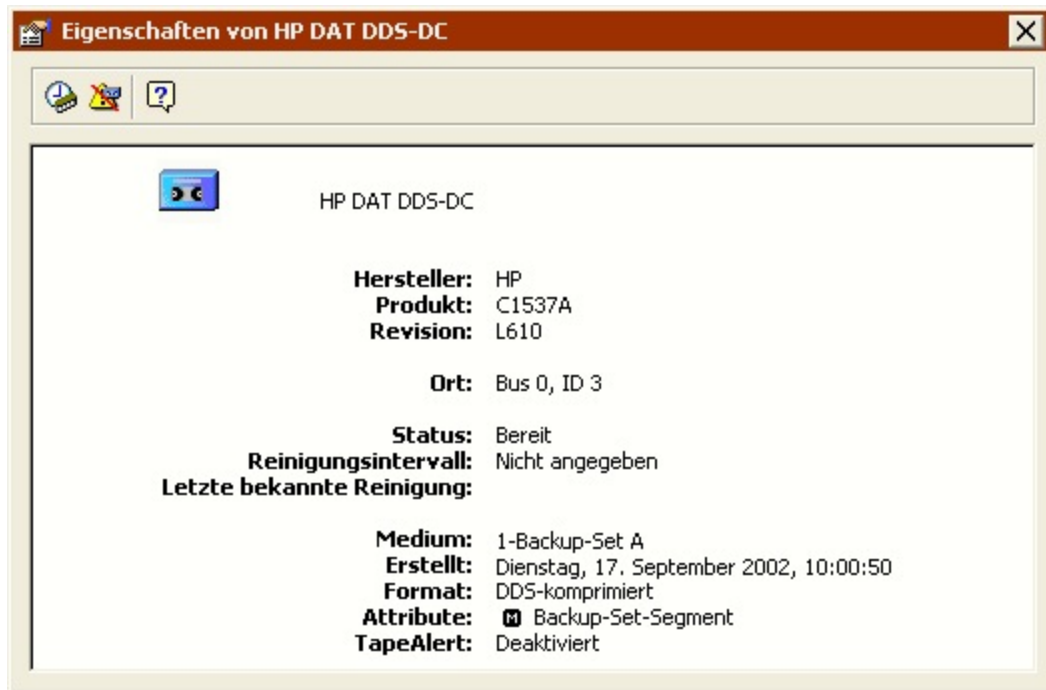 Eigenschaften von HP DAT DDS-DC
HP DAT DDS-DC
Hersteller: HP
Produkt: C1537A
Revision: L610
Ort: Bus 0, ID 3
Status: Bereit
Reinigungsintervall: Nicht angegeben
Letzte bekannte Reinigung:
Medium: 1-Backup-Set A
Erstellt: Dienstag, 17. September 2002, 10:00:50
Format: DDS-komprimiert
Attribute: M Backup-Set-Segment
TapeAlert: Deaktiviert